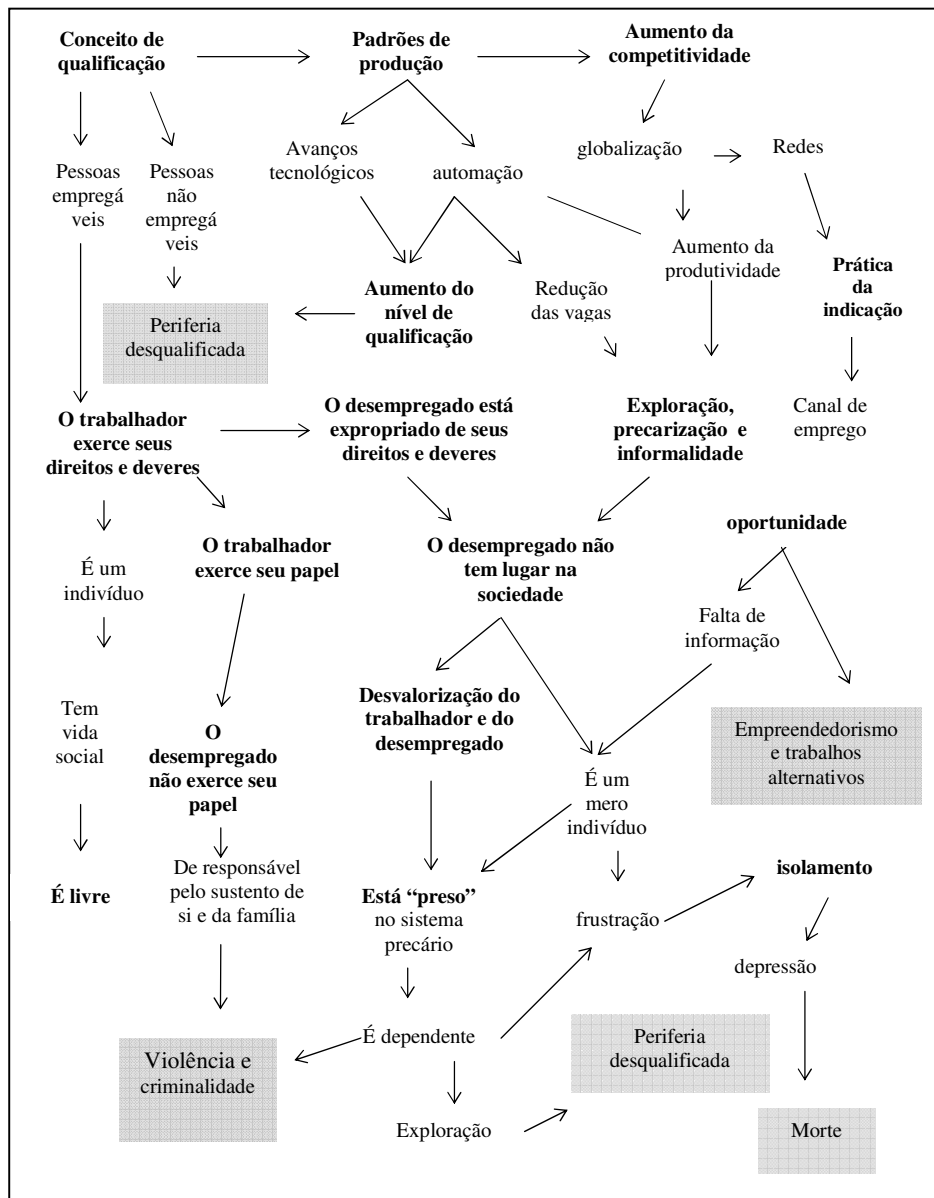 Conceito de
qualificação
Padrões de
produção
Aumento da
competitividade
Pessoas
empregá
veis
Pessoas
não
empregá
veis
Avanços
tecnológicos
automação
globalização
Redes
Aumento da
produtividade
Prática
da
indicação
Periferia
desqualificada
Aumento do
nível de
qualificação
Redução
das vagas
O trabalhador
exerce seus
direitos e deveres
O desempregado está
expropriado de seus
direitos e deveres
Exploração,
precarização e
informalidade
Canal de
emprego
É um
indivíduo
O trabalhador
exerce seu papel
O desempregado não
tem lugar na
sociedade
oportunidade
Falta de
informação
Tem
vida
social
O
desempregado
não exerce seu
papel
Desvalorização do
trabalhador e do
desempregado
Empreendedorismo
e trabalhos
alternativos
É um
mero
indivíduo
É livre
De responsável
pelo sustento de
si e da família
Está “preso”
no sistema
precário
frustração
isolamento
depressão
Violência e
criminalidade
É dependente
Periferia
desqualificada
Exploração
Morte